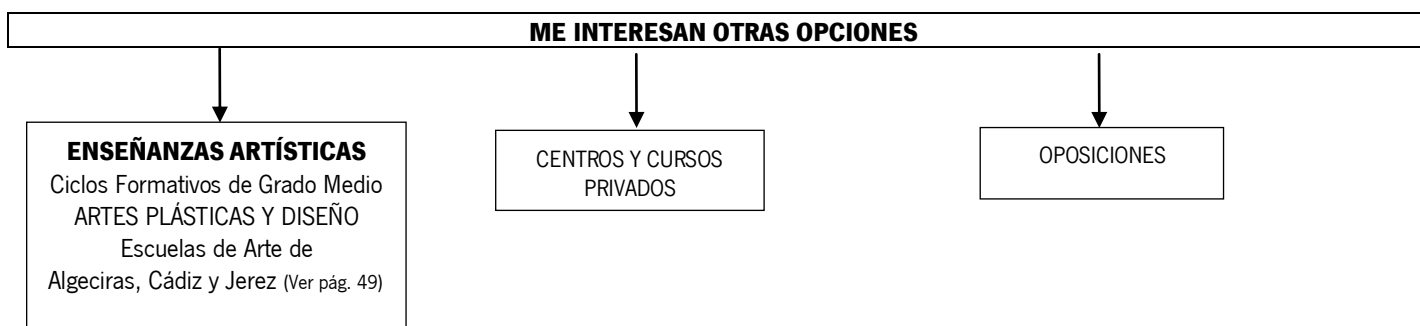 ME INTERESAN OTRAS OPCIONES
ENSEÑANZAS ARTÍSTICAS
Ciclos Formativos de Grado Medio
ARTES PLÁSTICAS Y DISEÑO
Escuelas de Arte de
Algeciras, Cádiz y Jerez (Ver pág. 49)
CENTROS Y CURSOS
PRIVADOS
OPOSICIONES